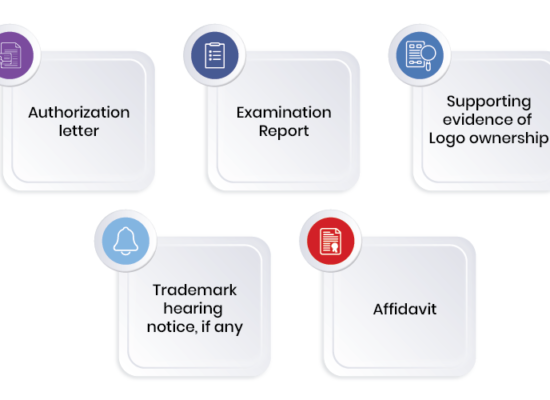 Authorization
letter
Examination
Report
Supporting
evidence of
Logo ownership
Trademark
hearing
notice, if any
Affidavit